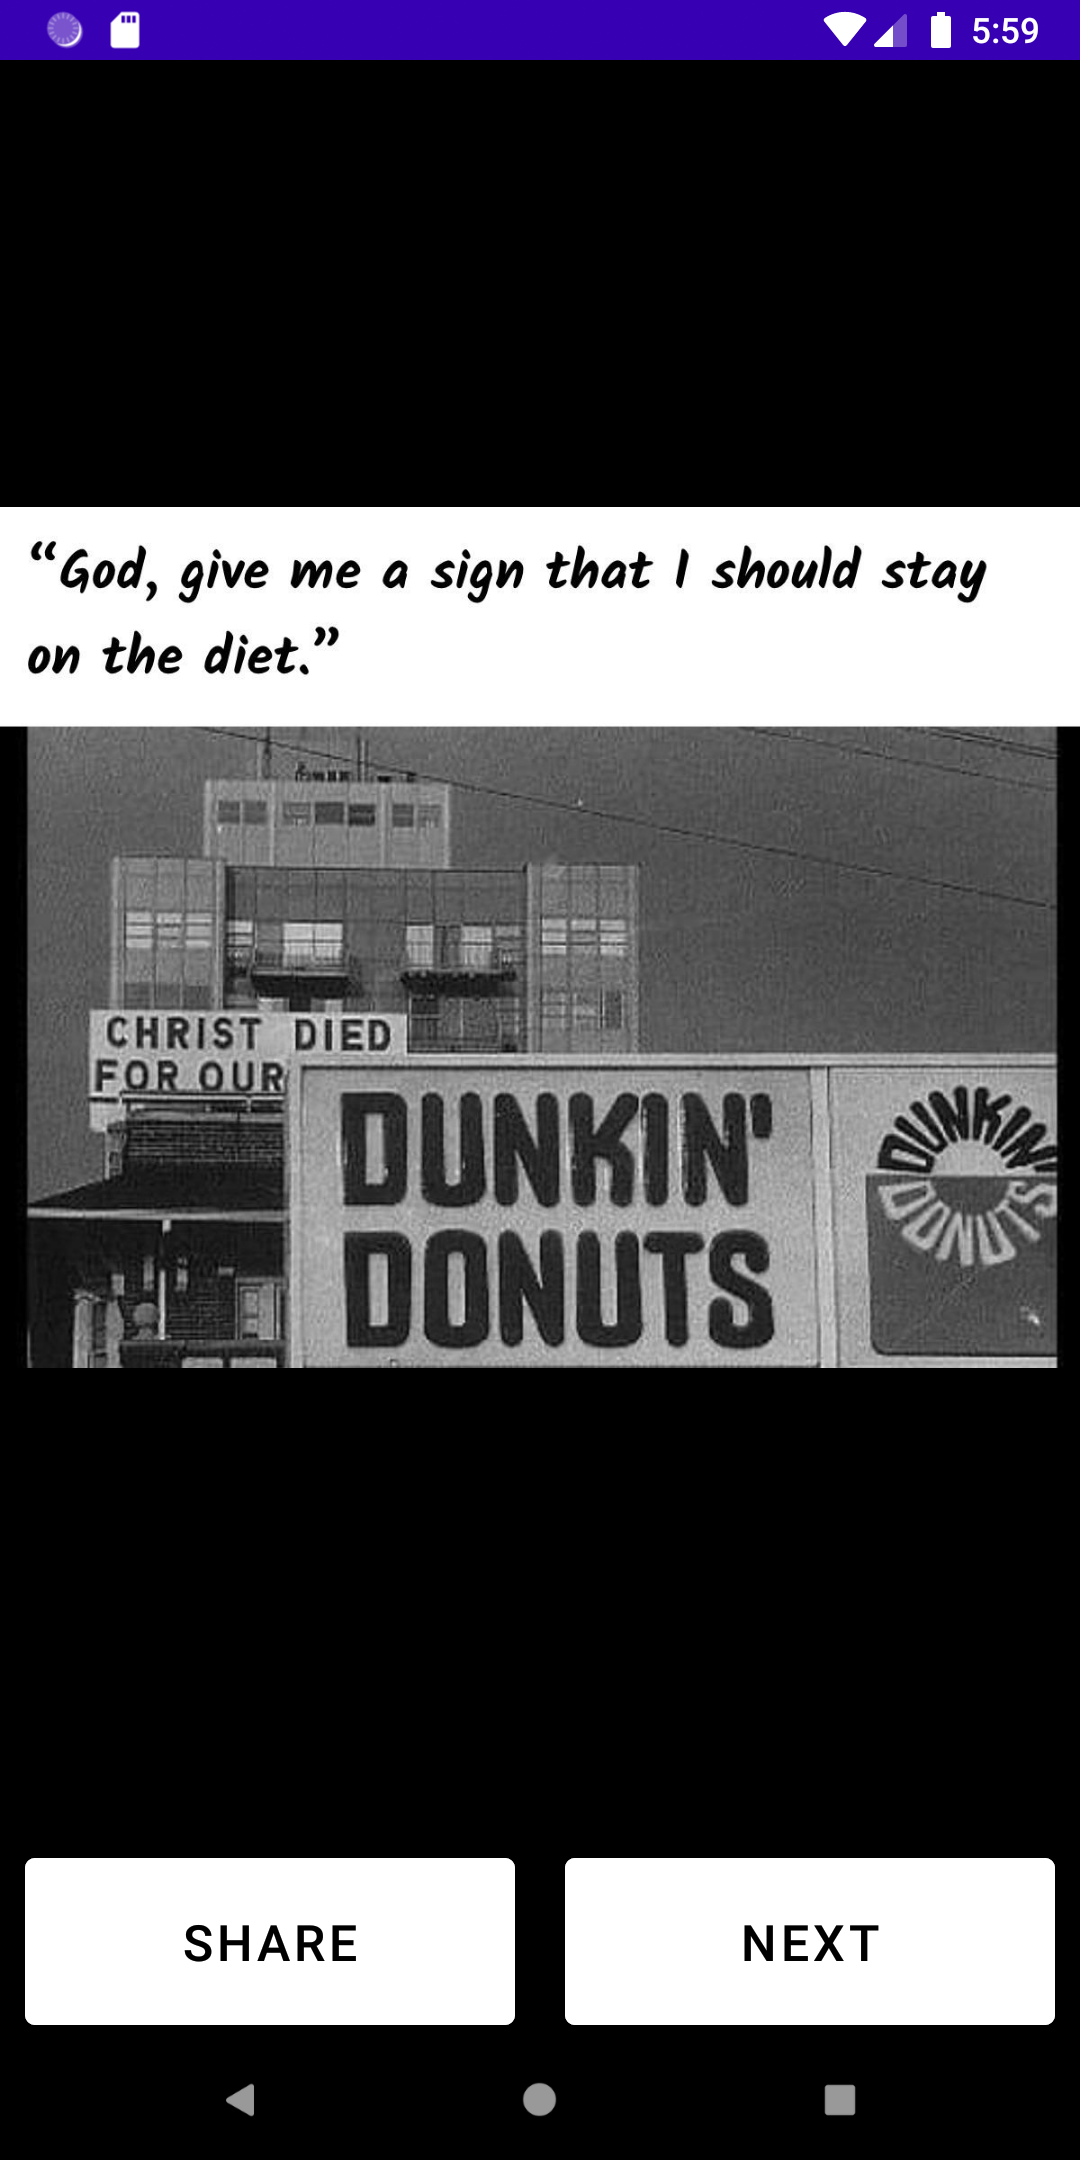 5:59
“God, give me a sign that I should stay
on the diet.”
CHRIST DIED
FOR OUR
DUNKIN'
DONUTS
DUNKIN'
DONUTS
SHARE
NEXT